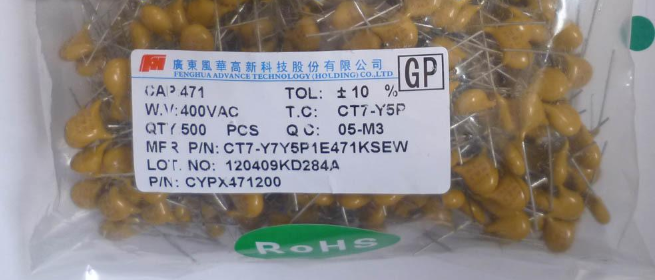 FH 廣東風華高新科技股份有限公司
FENGHUA ADVANCE TECHNOLOGY (HOLDING) CO.,LTD
GP
CAP 471 TOL: ±10 %
W.V:400VAC T.C: CT7-Y5P
QTY 500 PCS QC: 05-M3
MFR P/N: CT7-Y7Y5P1E471KSEW
LOT. NO: 120409KD284A
P/N: CYPX471200
RoHS